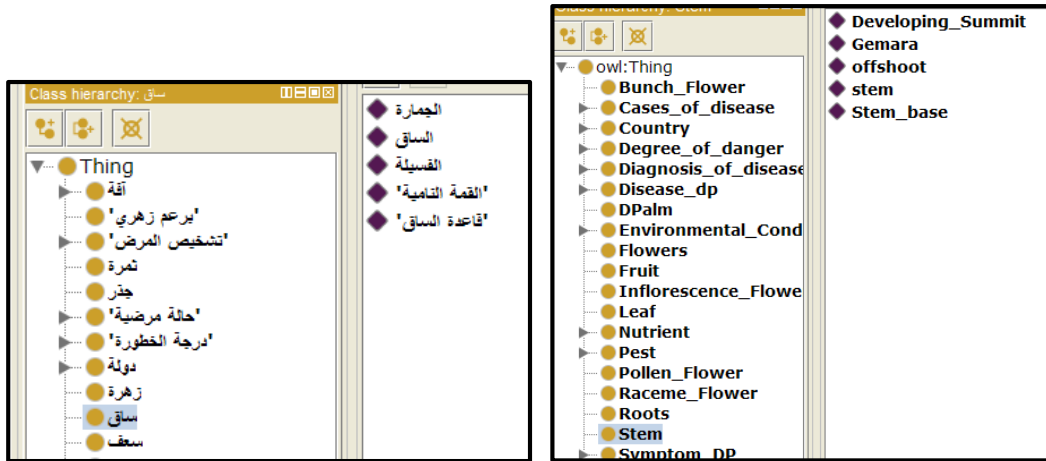 Class hierarchy: ساق
Thing
آفة
'برعم زهري'
'تشخيص المرض'
ثمرة
جذر
'حالة مرضية'
'درجة الخطورة'
دولة
زهرة
ساق
سعف
الجمارة
الساق
الفسيلة
'القمة النامية'
'قاعدة الساق'
Class hierarchy: Stem
owl:Thing
Bunch_Flower
Cases_of_disease
Country
Degree_of_danger
Diagnosis_of_disease
Disease_dp
DPalm
Environmental_Cond
Flowers
Fruit
Inflorescence_Flowe
Leaf
Nutrient
Pest
Pollen_Flower
Raceme_Flower
Roots
Stem
Symptom_DP
Developing_Summit
Gemara
offshoot
stem
Stem_base